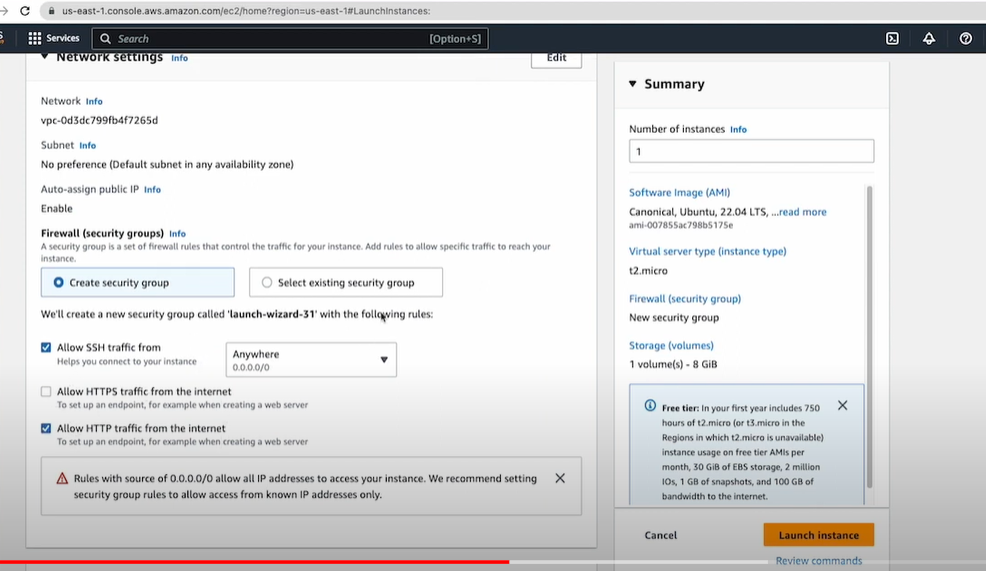 us-east-1.console.aws.amazon.com/ec2/home?region=us-east-1#LaunchInstances:
Services
Search
[Option+S]
Network settings Info
Edit
Network Info
vpc-0d3dc799fb4f7265d
Subnet Info
No preference (Default subnet in any availability zone)
Auto-assign public IP Info
Enable
Firewall (security groups) Info
A security group is a set of firewall rules that control the traffic for your instance. Add rules to allow specific traffic to reach your
instance.
Create security group
Select existing security group
We'll create a new security group called 'launch-wizard-31' with the following rules:
Allow SSH traffic from
Helps you connect to your instance
Anywhere
0.0.0.0/0
Allow HTTPS traffic from the internet
To set up an endpoint, for example when creating a web server
Allow HTTP traffic from the internet
To set up an endpoint, for example when creating a web server
Rules with source of 0.0.0.0/0 allow all IP addresses to access your instance. We recommend setting
security group rules to allow access from known IP addresses only.
Summary
Number of instances Info
1
Software Image (AMI)
Canonical, Ubuntu, 22.04 LTS, ...read more
ami-007855ac798b5175e
Virtual server type (instance type)
t2.micro
Firewall (security group)
New security group
Storage (volumes)
1 volume(s) - 8 GiB
Free tier: In your first year includes 750
hours of t2.micro (or t3.micro in the
Regions in which t2.micro is unavailable)
instance usage on free tier AMIs per
month, 30 GiB of EBS storage, 2 million
IOs, 1 GB of snapshots, and 100 GB of
bandwidth to the internet.
Cancel
Launch instance
Review commands